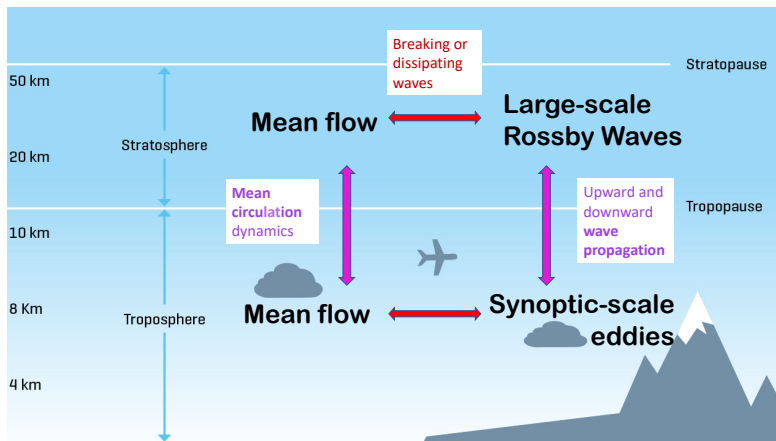 Breaking or
dissipating
waves
Stratopause
50 km
Large-scale
Rossby Waves
Mean flow
Stratosphere
20 km
Mean
circulation
dynamics
Upward and
downward
wave
propagation
Tropopause
10 km
8 Km
Troposphere
Mean flow
Synoptic-scale
eddies
4 km